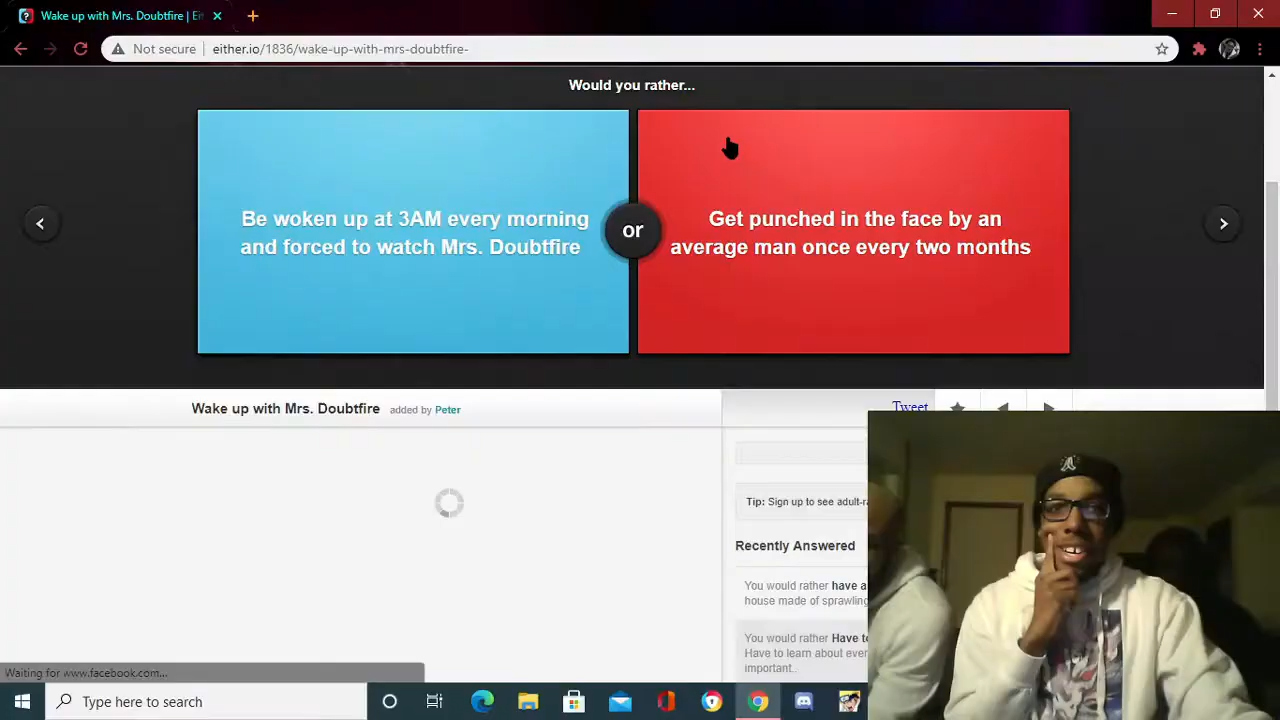 Wake up with Mrs. Doubtfire | Eit
Not secure
either.io/1836/wake-up-with-mrs-doubtfire-
Would you rather...
Be woken up at 3AM every morning
and forced to watch Mrs. Doubtfire
or
Get punched in the face by an
average man once every two months
Wake up with Mrs. Doubtfire added by Peter
Tweet
Tip: Sign up to see adult-ra
Recently Answered
You would rather have a
house made of sprawling
You would rather Have to
Have to learn about ever
important..
Waiting for www.facebook.com...
Type here to search